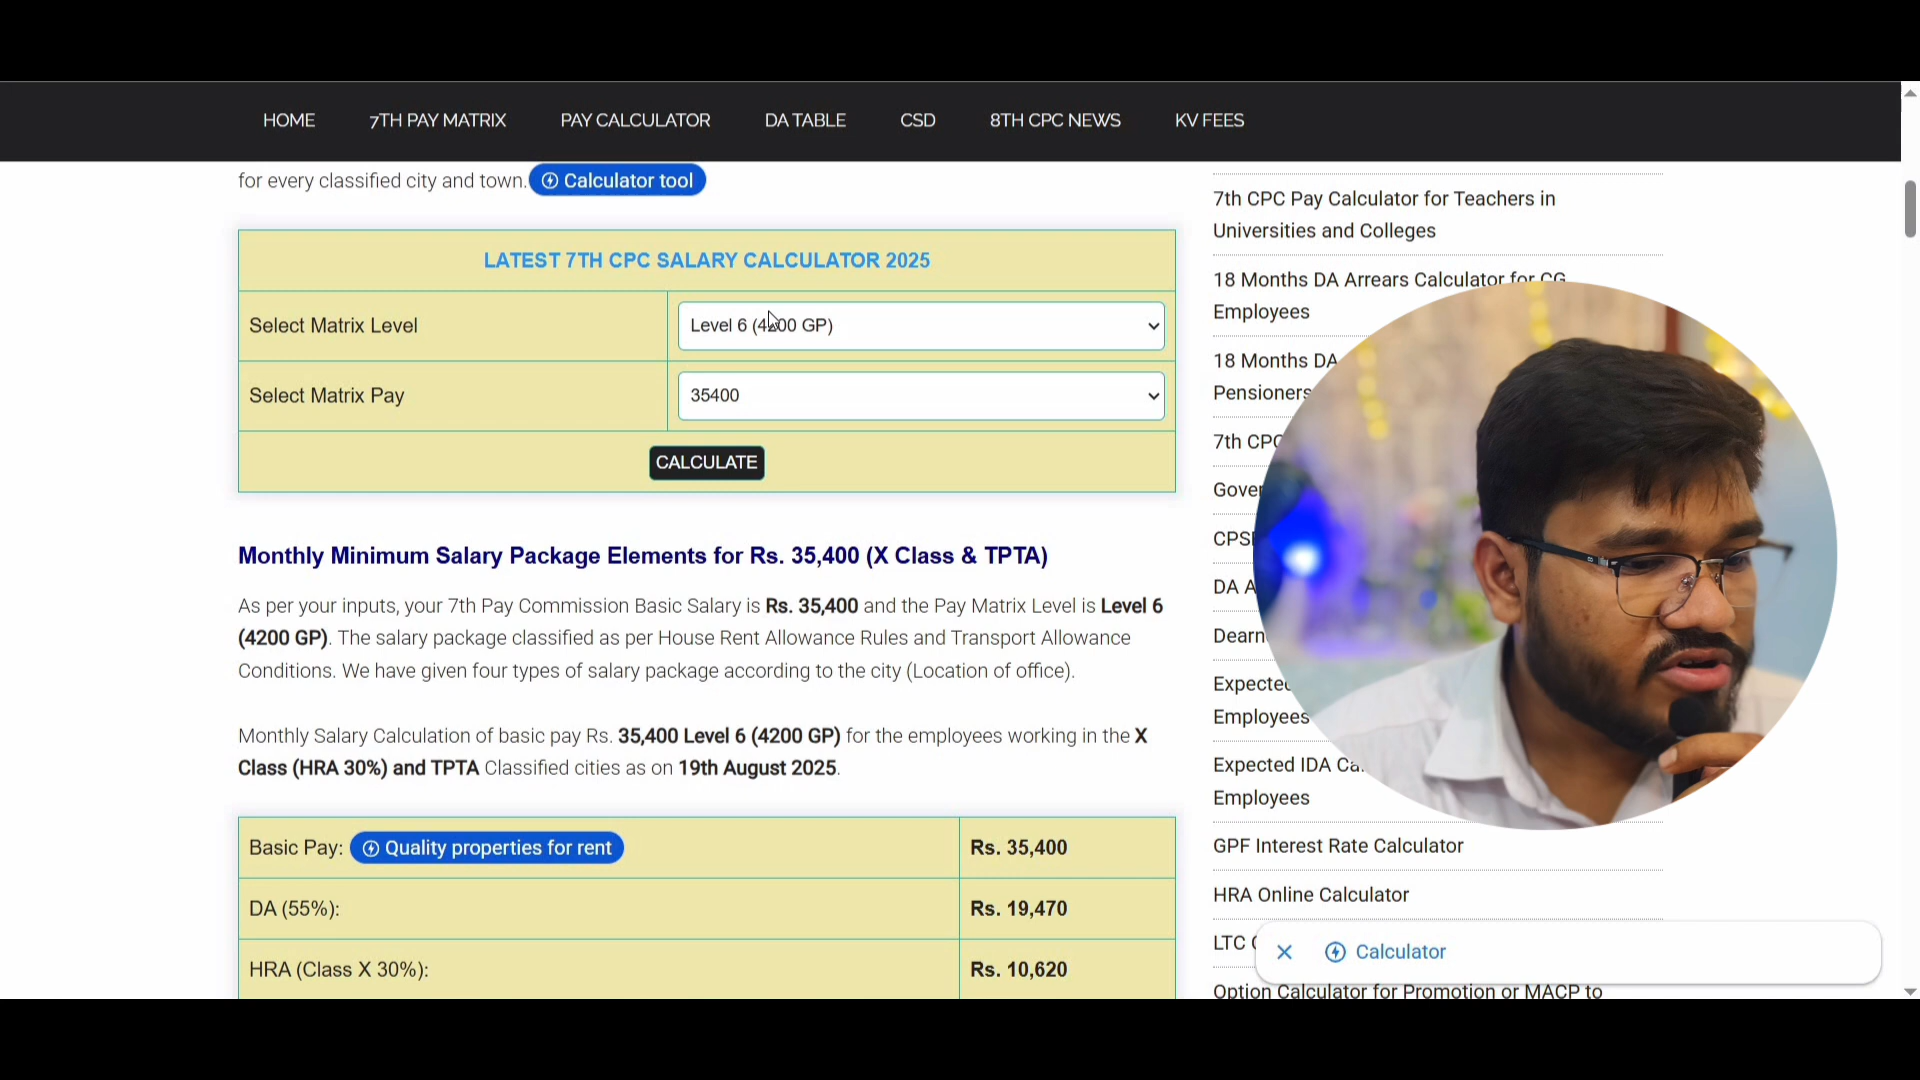 HOME 7TH PAY MATRIX PAY CALCULATOR DA TABLE CSD 8TH CPC NEWS KV FEES
for every classified city and town. Calculator tool
LATEST 7TH CPC SALARY CALCULATOR 2025
Select Matrix Level Level 6 (4200 GP)
Select Matrix Pay 35400
CALCULATE
Monthly Minimum Salary Package Elements for Rs. 35,400 (X Class & TPTA)
As per your inputs, your 7th Pay Commission Basic Salary is Rs. 35,400 and the Pay Matrix Level is Level 6
(4200 GP). The salary package classified as per House Rent Allowance Rules and Transport Allowance
Conditions. We have given four types of salary package according to the city (Location of office).
Monthly Salary Calculation of basic pay Rs. 35,400 Level 6 (4200 GP) for the employees working in the X
Class (HRA 30%) and TPTA Classified cities as on 19th August 2025.
Basic Pay: Quality properties for rent Rs. 35,400
DA (55%): Rs. 19,470
HRA (Class X 30%): Rs. 10,620
7th CPC Pay Calculator for Teachers in
Universities and Colleges
18 Months DA Arrears Calculator for CG
Employees
18 Months DA
Pensioners
7th CPC
DA
Employees
Expected IDA
Employees
GPF Interest Rate Calculator
HRA Online Calculator
LTC
Calculator
Option Calculator for Promotion or MACP to